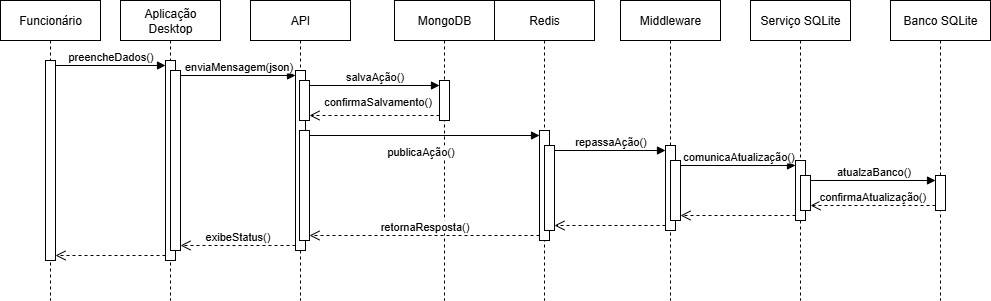 Funcionário
Aplicação
Desktop
API
MongoDB
Redis
Middleware
Serviço SQLite
Banco SQLite
preencheDados()
enviaMensagem(json)
salvaAção()
confirmaSalvamento()
publicaAção()
repassaAção()
comunicaAtualização()
atualzaBanco()
confirmaAtualização()
retornaResposta()
exibeStatus()